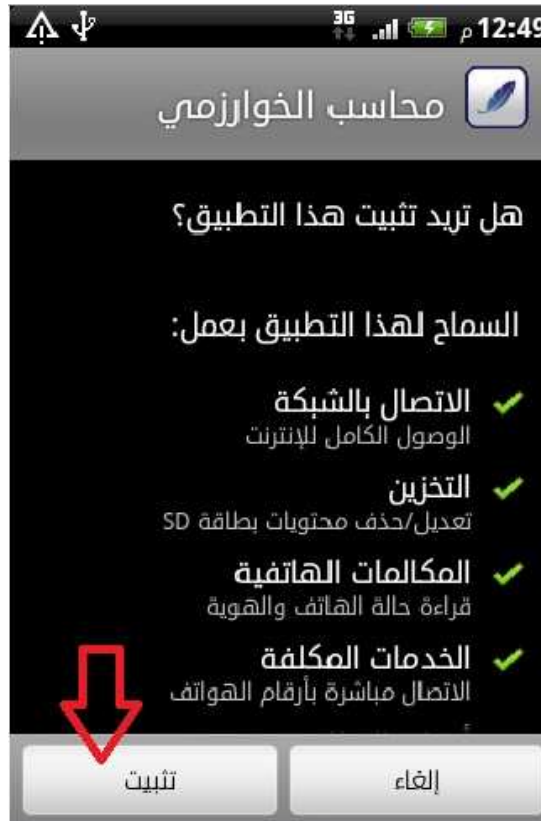 3G م 12:49
محاسب الخوارزمي
هل تريد تثبيت هذا التطبيق؟
السماح لهذا التطبيق بعمل:
الاتصال بالشبكة
الوصول الكامل للإنترنت
التخزين
تعديل/حذف محتويات بطاقة SD
المكالمات الهاتفية
قراءة حالة الهاتف والهوية
الخدمات المكلفة
الاتصال مباشرة بأرقام الهواتف
إلغاء
تثبيت